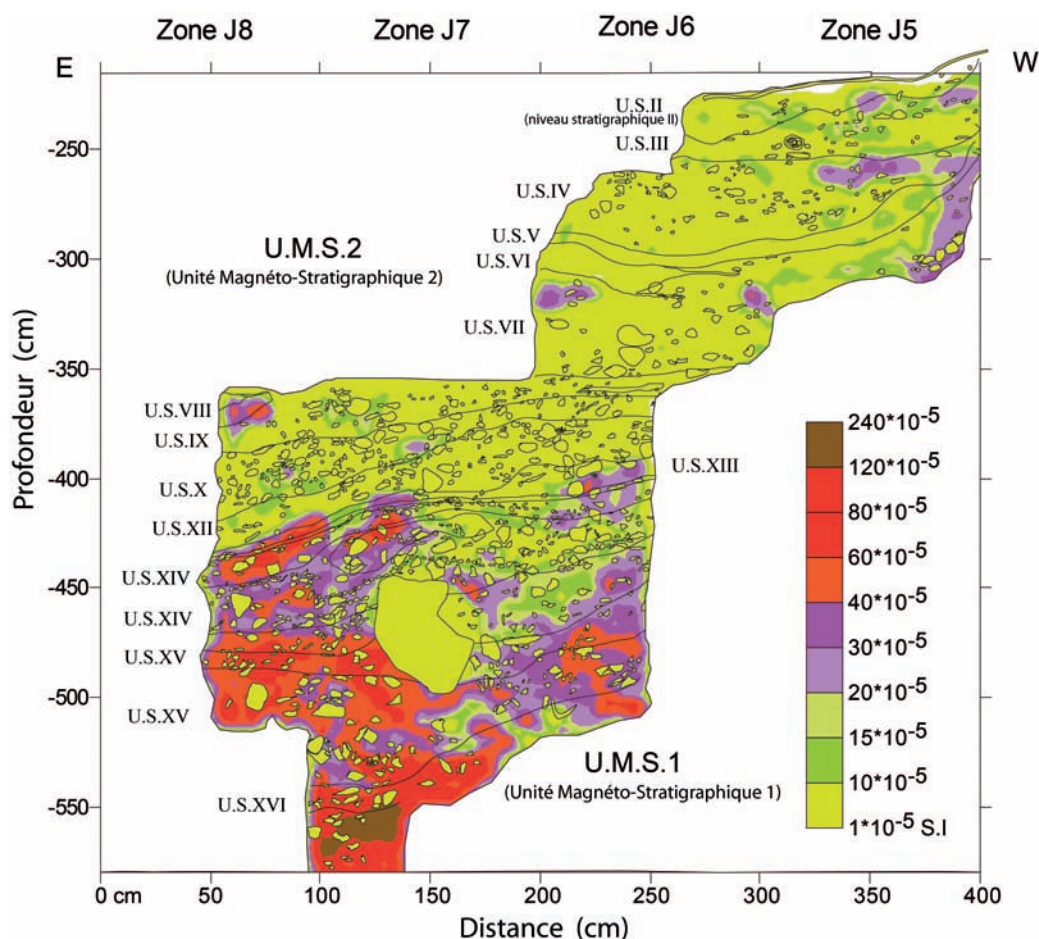 Zone J8 Zone J7 Zone J6 Zone J5
E W
U.S.II
(niveau stratigraphique II)
-250
U.S.III
U.S.IV
U.M.S.2
(Unité Magnéto-Stratigraphique 2)
U.S.V
-300
U.S.VI
U.S.VII
Profondeur (cm)
-350
U.S.VIII
U.S.IX
-400
U.S.X
U.S.XII
U.S.XIII
U.S.XIV
-450
U.S.XIV
U.S.XV
-500
U.S.XV
U.M.S.1
(Unité Magnéto-Stratigraphique 1)
-550
U.S.XVI
240*10-5
120*10-5
80*10-5
60*10-5
40*10-5
30*10-5
20*10-5
15*10-5
10*10-5
1*10-5 S.I
0 cm 50 100 150 200 250 300 350 400
Distance (cm)